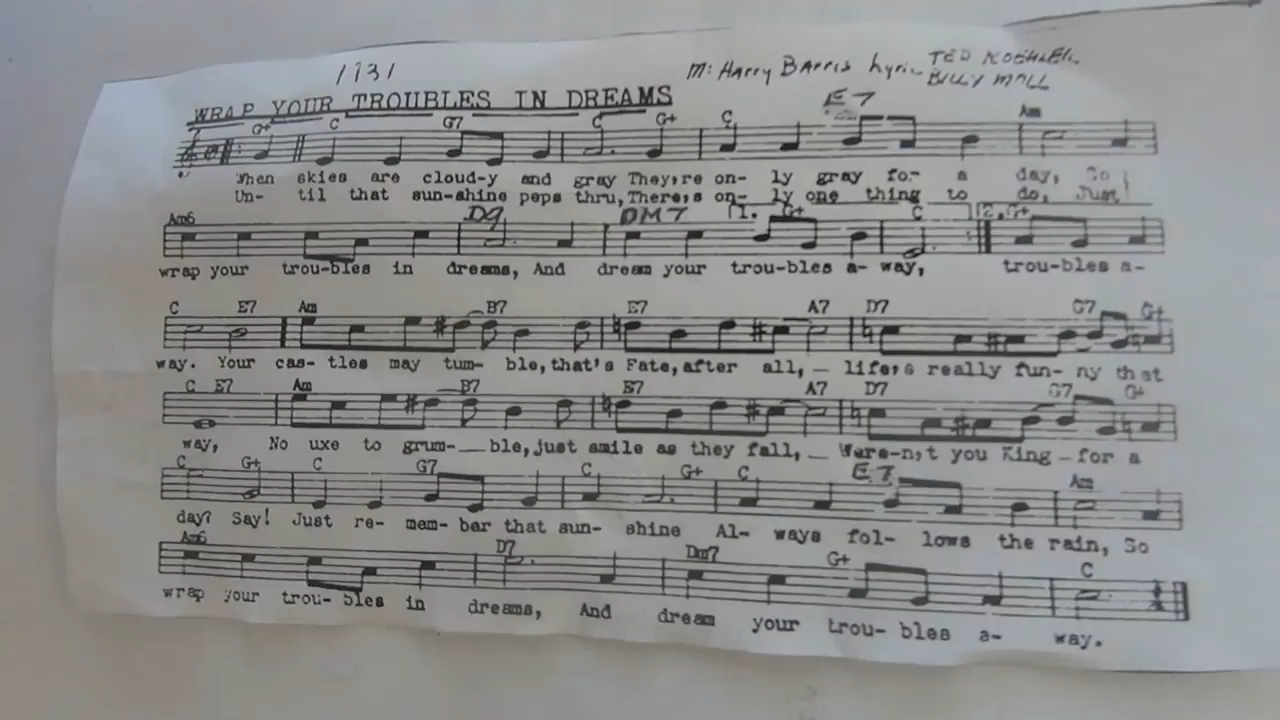 1931
M: Harry Barris Lyric TED KOEHLER
BILLY MOLL
WRAP YOUR TROUBLES IN DREAMS
G+ C G7 C G+ C E7 Am
When skies are cloud-y and gray They,re on- ly gray for- a day, So
Un- til that sun-shine peps thru, There,s on- ly one thing to do, Just
Am6 D9 DM7 1. G+ C 2. G+
wrap your trou-bles in dreams, And dream your trou-bles a- way, trou-bles a-
C E7 Am B7 E7 A7 D7 G7 G+
way. Your cas- tles may tum- ble, that's Fate, after all, — life,s really fun- ny that
C E7 Am B7 E7 A7 D7 G7 G+
way, No uxe to grum- — ble, just smile as they fall, — Were-n,t you King — for a
C G+ C G7 C G+ C E7 Am
day? Say! Just re- mem- ber that sun- shine Al- ways fol- lows the rain, So
Am6 D7 Dm7 G+ C
wrap your trou- bles in dreams, And dream your trou- bles a- way.